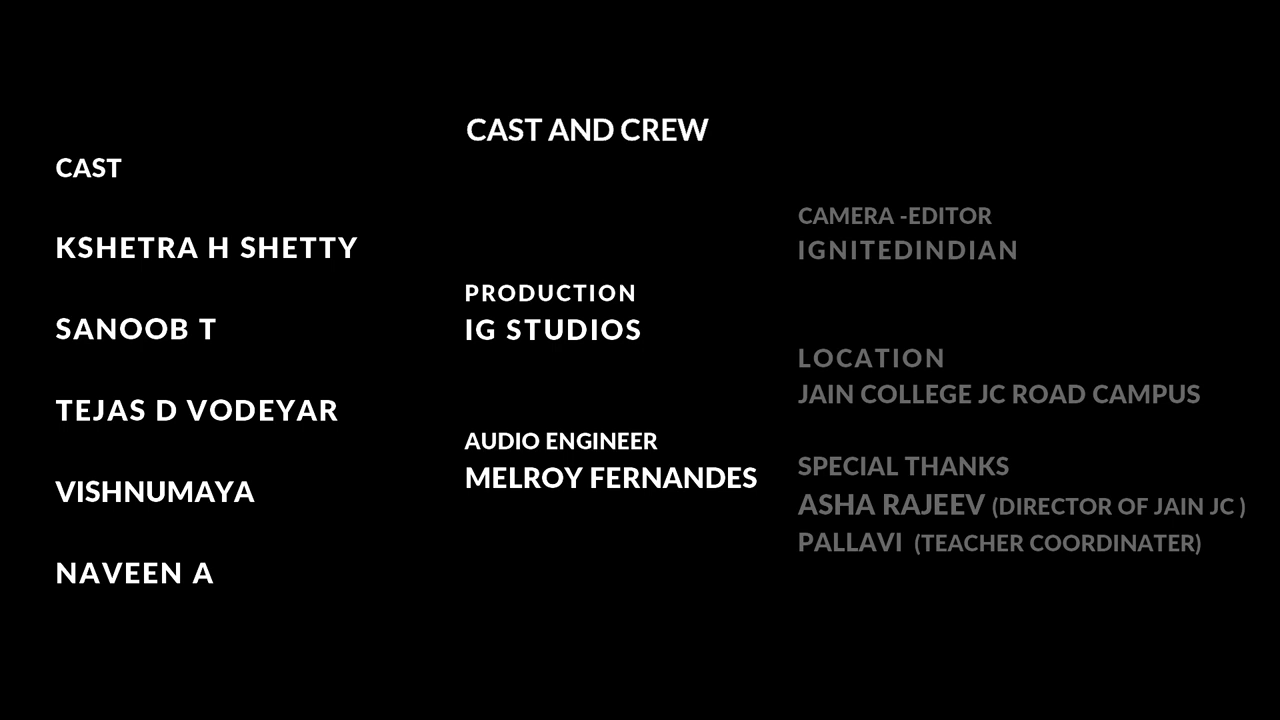 CAST AND CREW
CAST
KSHETRA H SHETTY
SANOOB T
TEJAS D VODEYAR
VISHNUMAYA
NAVEEN A
PRODUCTION
IG STUDIOS
AUDIO ENGINEER
MELROY FERNANDES
CAMERA -EDITOR
IGNITEDINDIAN
LOCATION
JAIN COLLEGE JC ROAD CAMPUS
SPECIAL THANKS
ASHA RAJEEV (DIRECTOR OF JAIN JC )
PALLAVI (TEACHER COORDINATER)